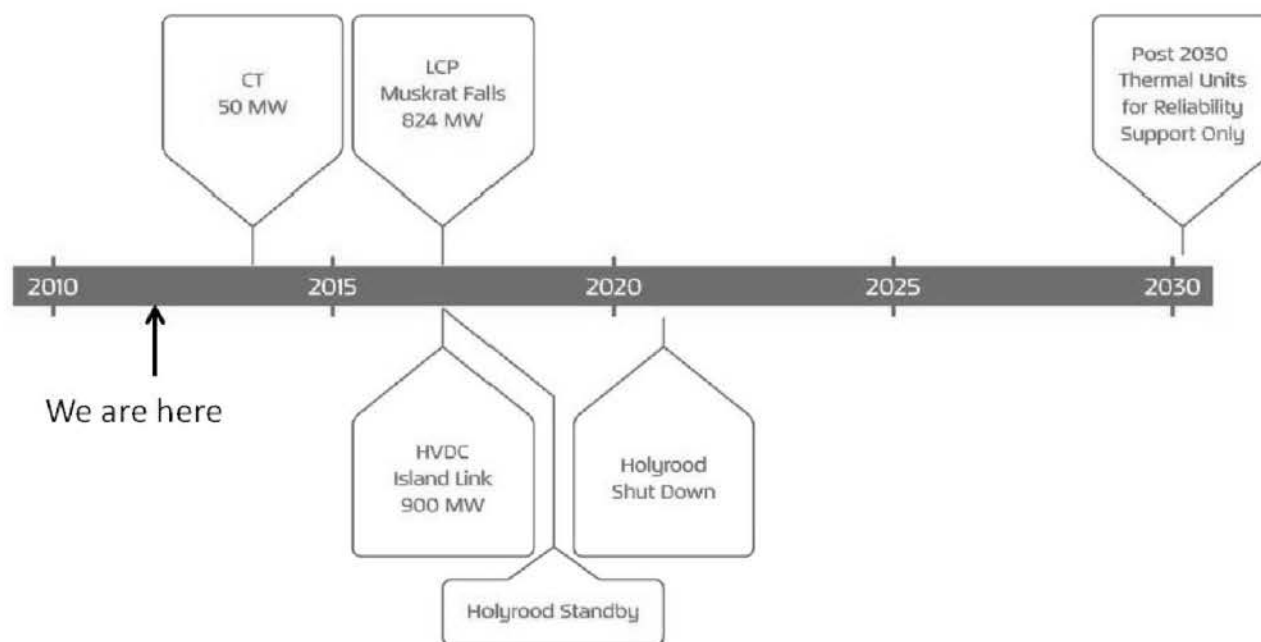 CT
50 MW
LCP
Muskrat Falls
824 MW
Post 2030
Thermal Units
for Reliability
Support Only
2010
2015
2020
2025
2030
We are here
HVDC
Island Link
900 MW
Holyrood
Shut Down
Holyrood Standby